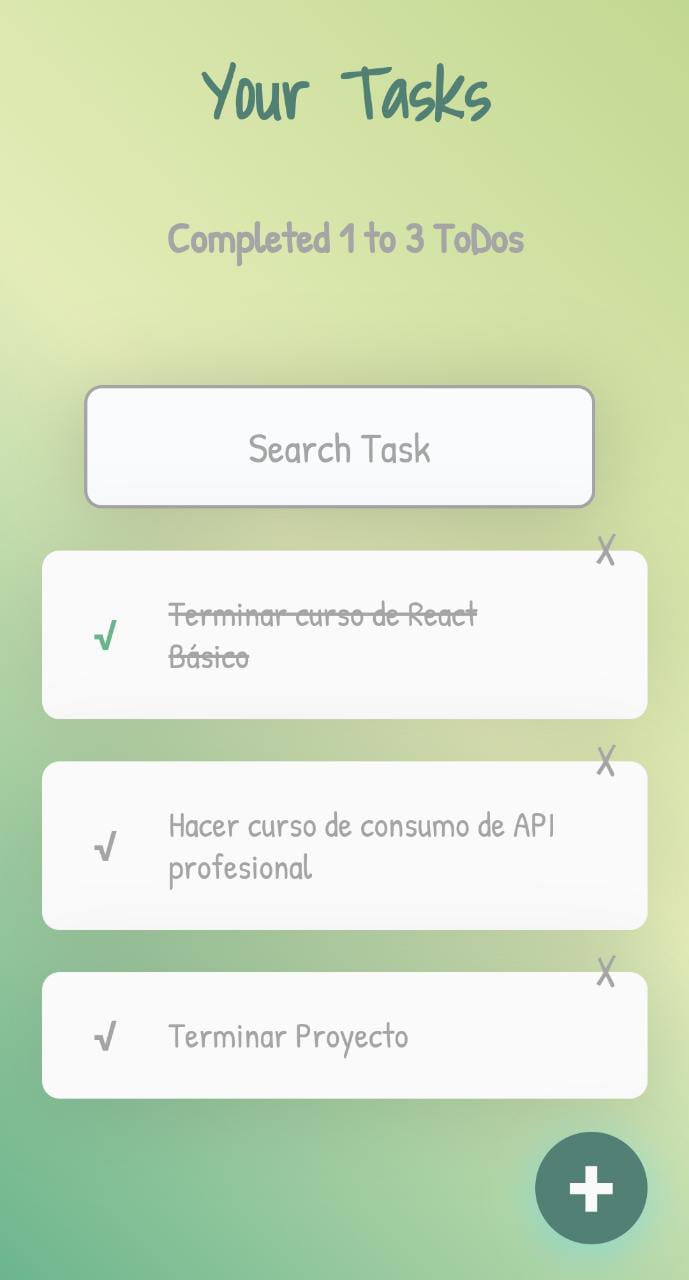 Your Tasks
Completed 1 to 3 ToDos
Search Task
X
√ Terminar curso de React
Básico
X
√ Hacer curso de consumo de API
profesional
X
√ Terminar Proyecto
+